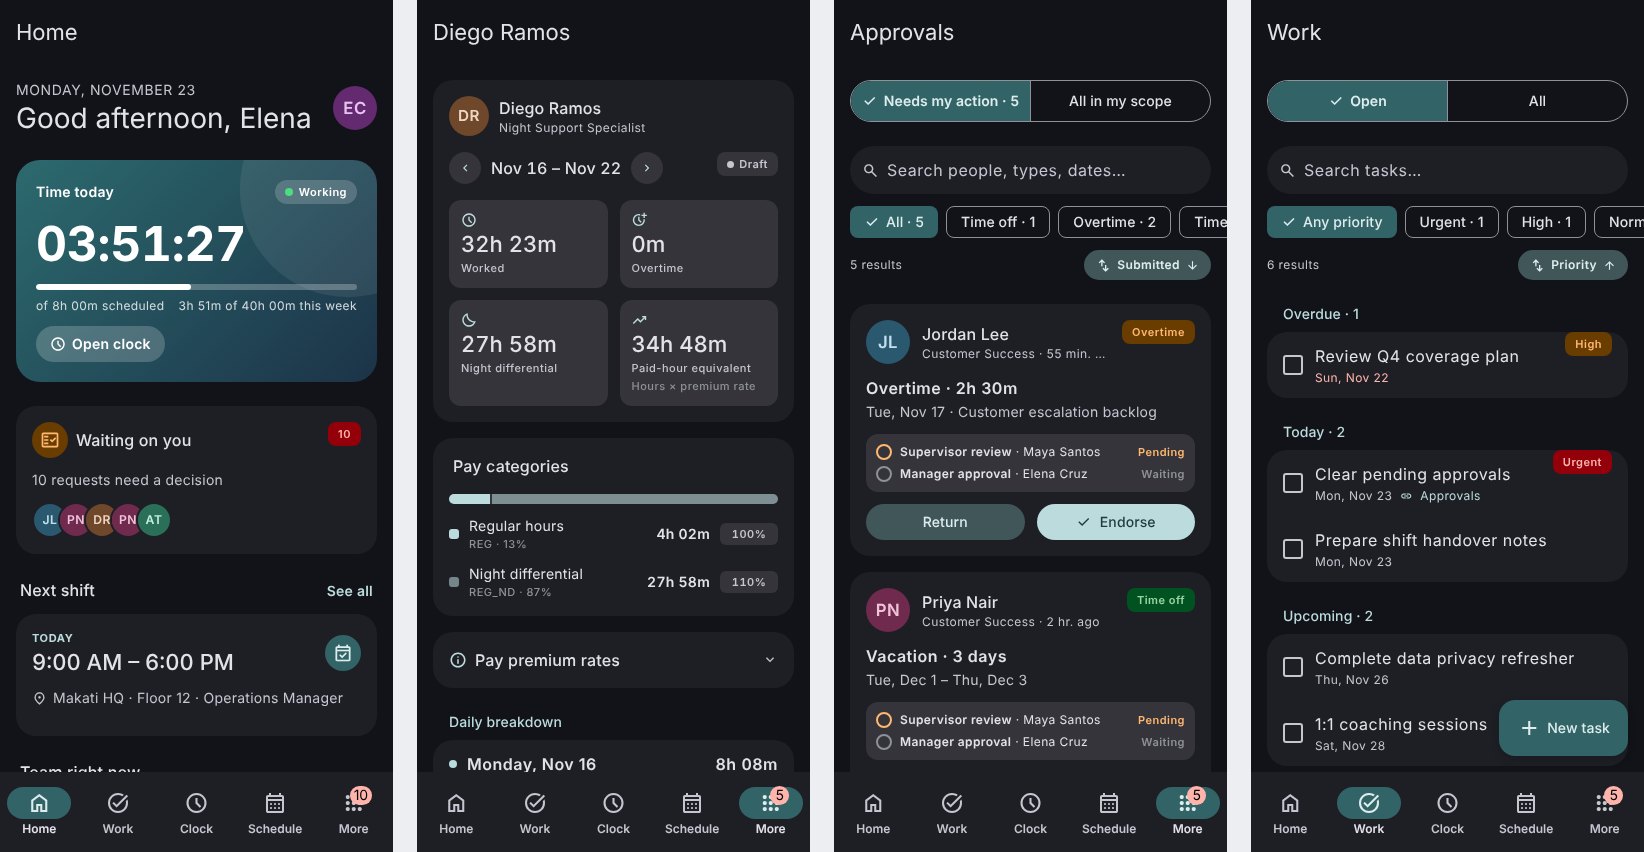 Home
MONDAY, NOVEMBER 23
Good afternoon, Elena
EC
Time today
Working
03:51:27
of 8h 00m scheduled
3h 51m of 40h 00m this week
Open clock
Waiting on you
10
10 requests need a decision
JL
PN
DR
PN
AT
Next shift
See all
TODAY
9:00 AM – 6:00 PM
Makati HQ · Floor 12 · Operations Manager
Team right now
Home
Work
Clock
Schedule
10
More
Diego Ramos
DR
Diego Ramos
Night Support Specialist
Nov 16 – Nov 22
Draft
32h 23m
Worked
0m
Overtime
27h 58m
Night differential
34h 48m
Paid-hour equivalent
Hours × premium rate
Pay categories
Regular hours
REG · 13%
4h 02m
100%
Night differential
REG_ND · 87%
27h 58m
110%
Pay premium rates
Daily breakdown
Monday, Nov 16
8h 08m
Home
Work
Clock
Schedule
5
More
Approvals
Needs my action · 5
All in my scope
Search people, types, dates...
All · 5
Time off · 1
Overtime · 2
Time
5 results
Submitted
JL
Jordan Lee
Customer Success · 55 min. ...
Overtime
Overtime · 2h 30m
Tue, Nov 17 · Customer escalation backlog
Supervisor review · Maya Santos
Pending
Manager approval · Elena Cruz
Waiting
Return
Endorse
PN
Priya Nair
Customer Success · 2 hr. ago
Time off
Vacation · 3 days
Tue, Dec 1 – Thu, Dec 3
Supervisor review · Maya Santos
Pending
Manager approval · Elena Cruz
Waiting
Home
Work
Clock
Schedule
5
More
Work
Open
All
Search tasks...
Any priority
Urgent · 1
High · 1
Norm
6 results
Priority
Overdue · 1
Review Q4 coverage plan
Sun, Nov 22
High
Today · 2
Clear pending approvals
Mon, Nov 23
Approvals
Urgent
Prepare shift handover notes
Mon, Nov 23
Upcoming · 2
Complete data privacy refresher
Thu, Nov 26
1:1 coaching sessions
Sat, Nov 28
New task
Home
Work
Clock
Schedule
5
More